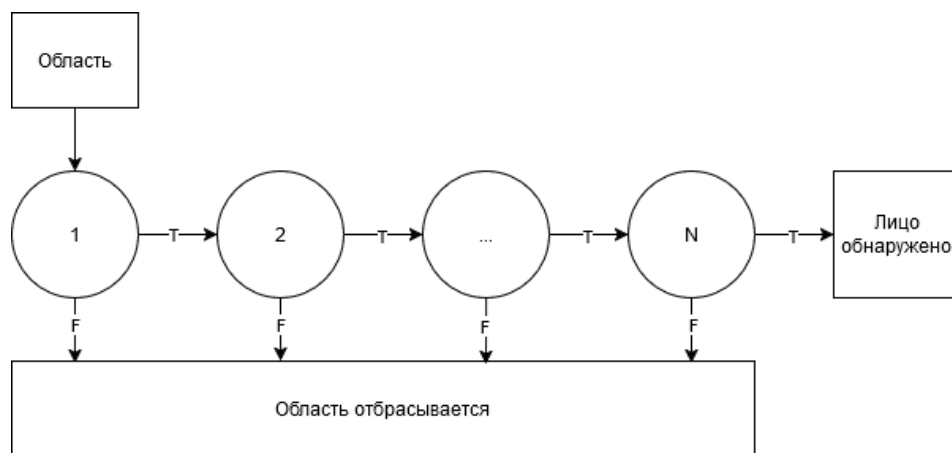 Область
1
T
2
T
...
T
N
T
Лицо
обнаружено
F
F
F
F
Область отбрасывается